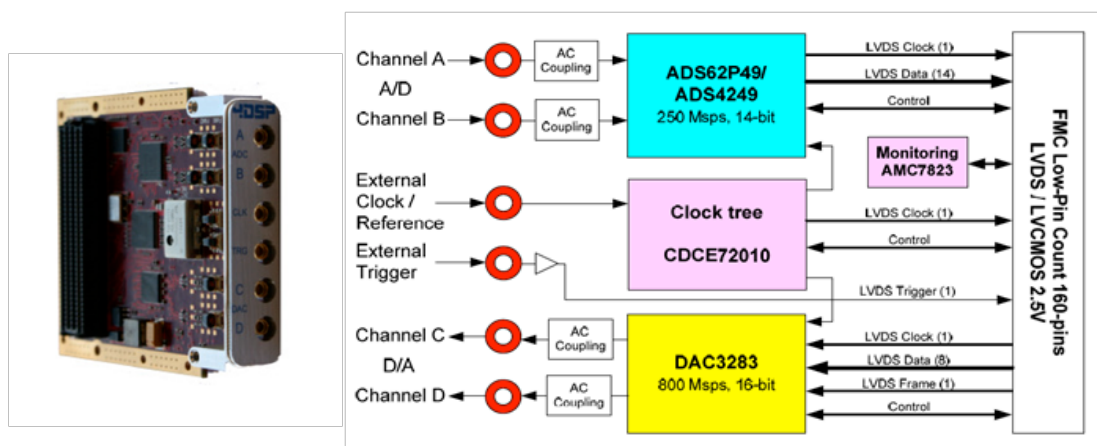 4DSP
A
ADC
B
CLK
TRG
C
DAC
D
Channel A
A/D
Channel B
External
Clock /
Reference
External
Trigger
Channel C
D/A
Channel D
AC
Coupling
AC
Coupling
AC
Coupling
AC
Coupling
ADS62P49/
ADS4249
250 Msps, 14-bit
Clock tree
CDCE72010
DAC3283
800 Msps, 16-bit
LVDS Clock (1)
LVDS Data (14)
Control
Monitoring
AMC7823
LVDS Clock (1)
Control
LVDS Trigger (1)
LVDS Clock (1)
LVDS Data (8)
LVDS Frame (1)
Control
FMC Low-Pin Count 160-pins
LVDS / LVCMOS 2.5V